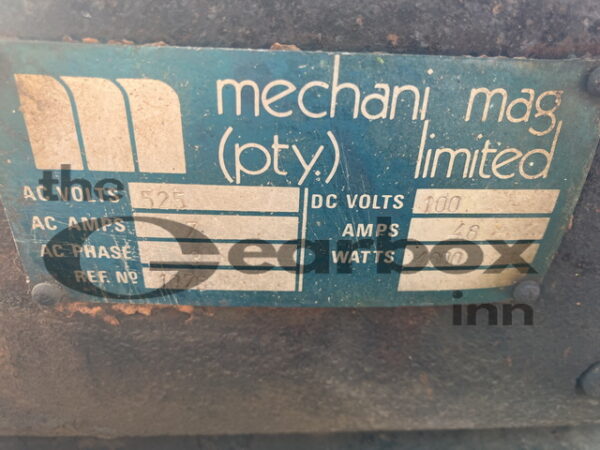 mechani mag
(pty.) limited
AC VOLTS 525 DC VOLTS 100
AC AMPS AMPS 48
AC PHASE WATTS
REF. Nº
the Gearbox inn